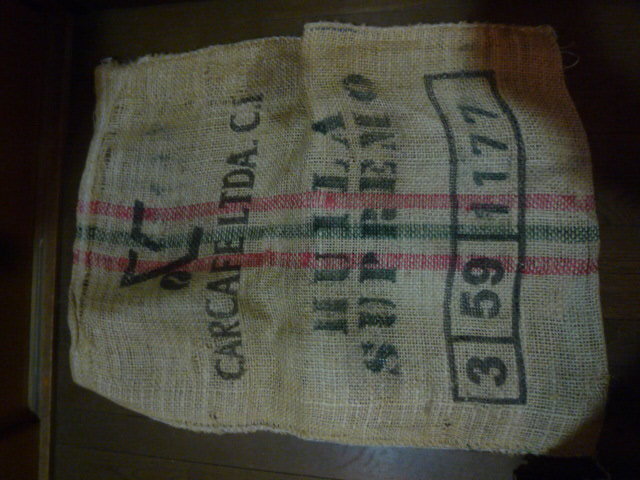 CARCAFE LTDA. C.I
HUILA
SUPREMO
3 59 1177